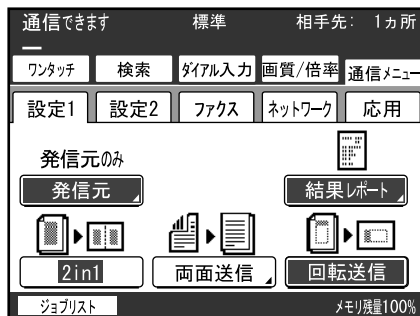 通信できます 標準 相手先: 1ヵ所
ワンタッチ 検索 ダイアル入力 画質/倍率 通信メニュー
設定1 設定2 ファクス ネットワーク 応用
発信元のみ
発信元 結果レポート
2in1 両面送信 回転送信
ジョブリスト メモリ残量100%